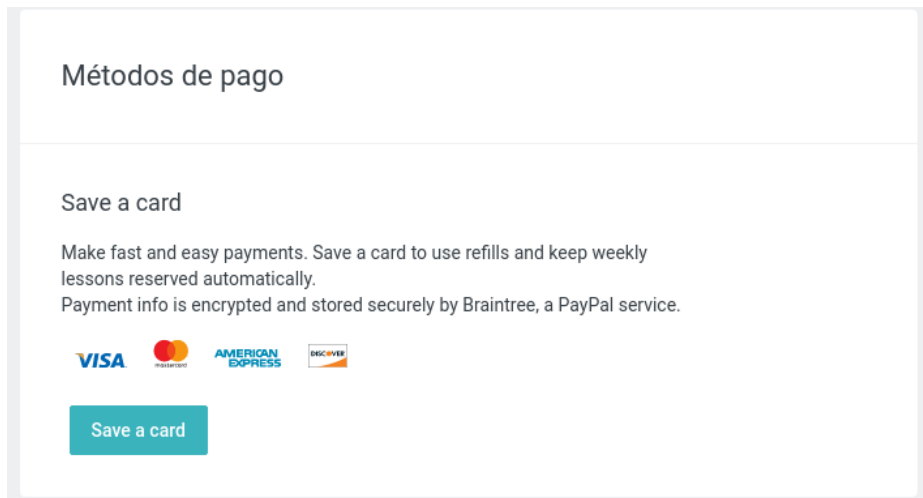 Métodos de pago
Save a card
Make fast and easy payments. Save a card to use refills and keep weekly
lessons reserved automatically.
Payment info is encrypted and stored securely by Braintree, a PayPal service.
VISA mastercard AMERICAN EXPRESS DISCOVER
Save a card